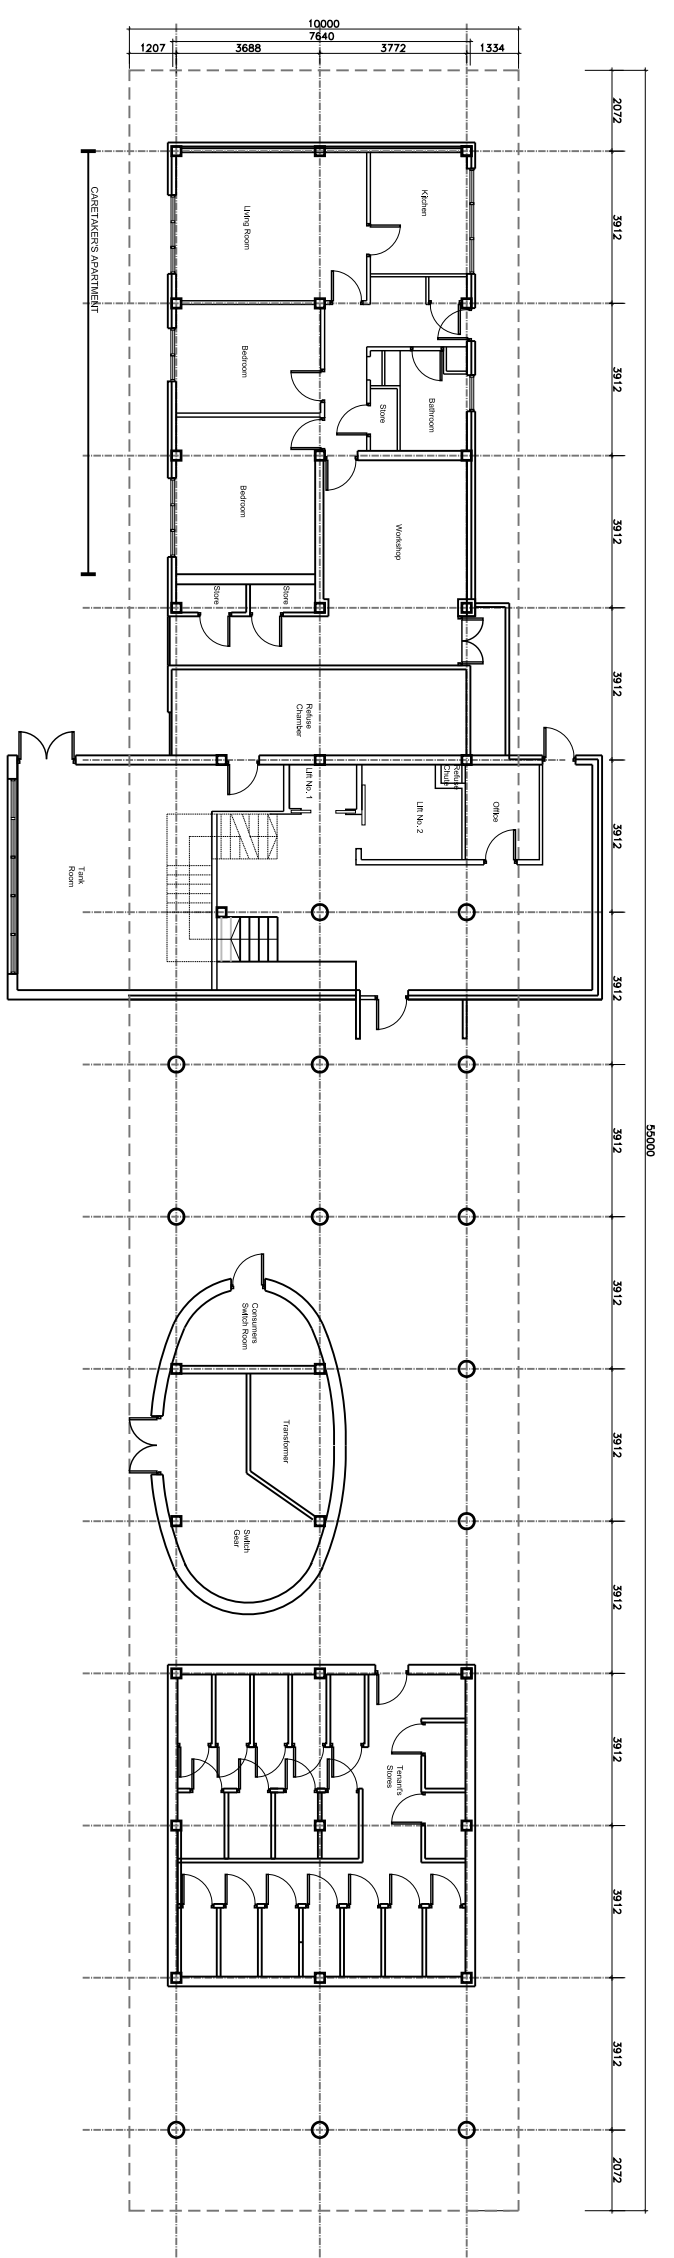 10000
7640
1207
3688
3772
1334
2072
3912
3912
3912
3912
3912
3912
3912
3912
3912
3912
3912
3912
3912
2072
55000
CARETAKER'S APARTMENT
Living Room
Kitchen
Bedroom
Store
Bathroom
Bedroom
Workshop
Store
Store
Refuse
Chamber
Lift No. 1
Lift No. 2
Refuse
Chute
Office
Tank
Room
Consumers
Switch Room
Transformer
Switch
Gear
Tenant's
Stores